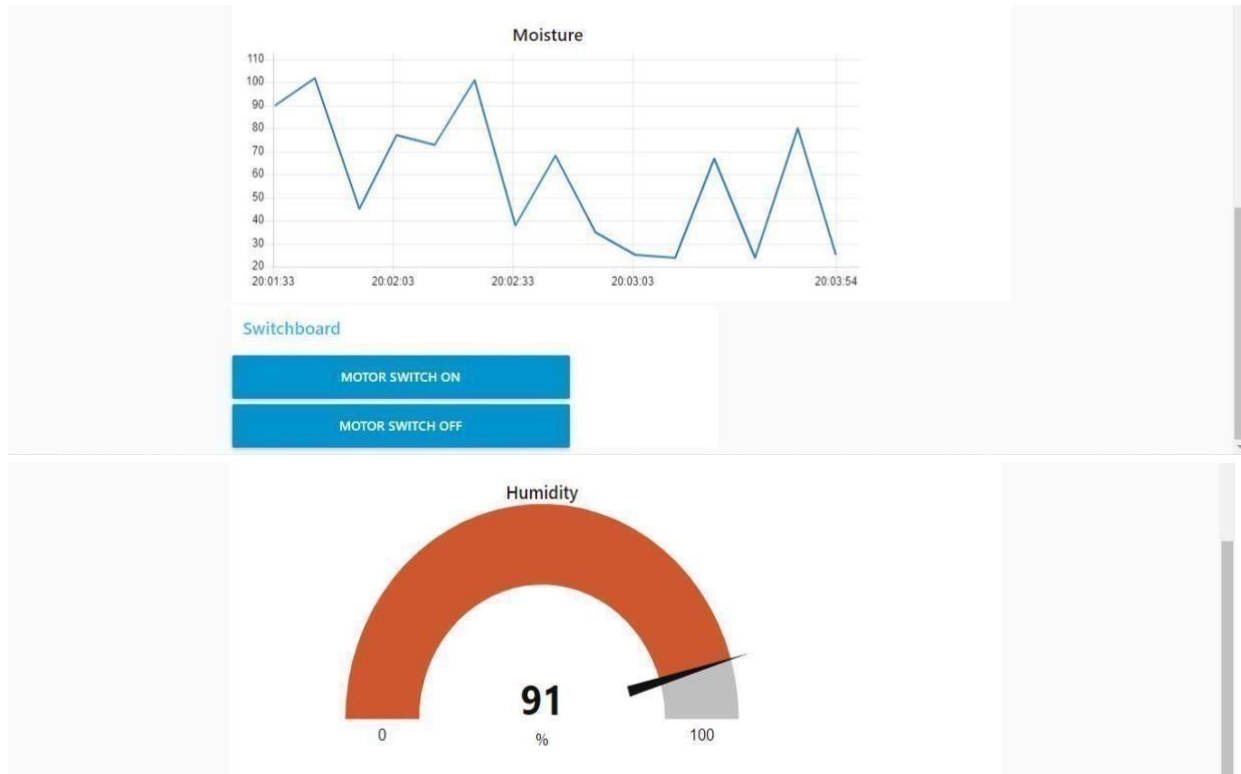 Moisture
110
100
90
80
70
60
50
40
30
20
20:01:33 20:02:03 20:02:33 20:03:03 20:03:54
Switchboard
MOTOR SWITCH ON
MOTOR SWITCH OFF
Humidity
91
0 % 100